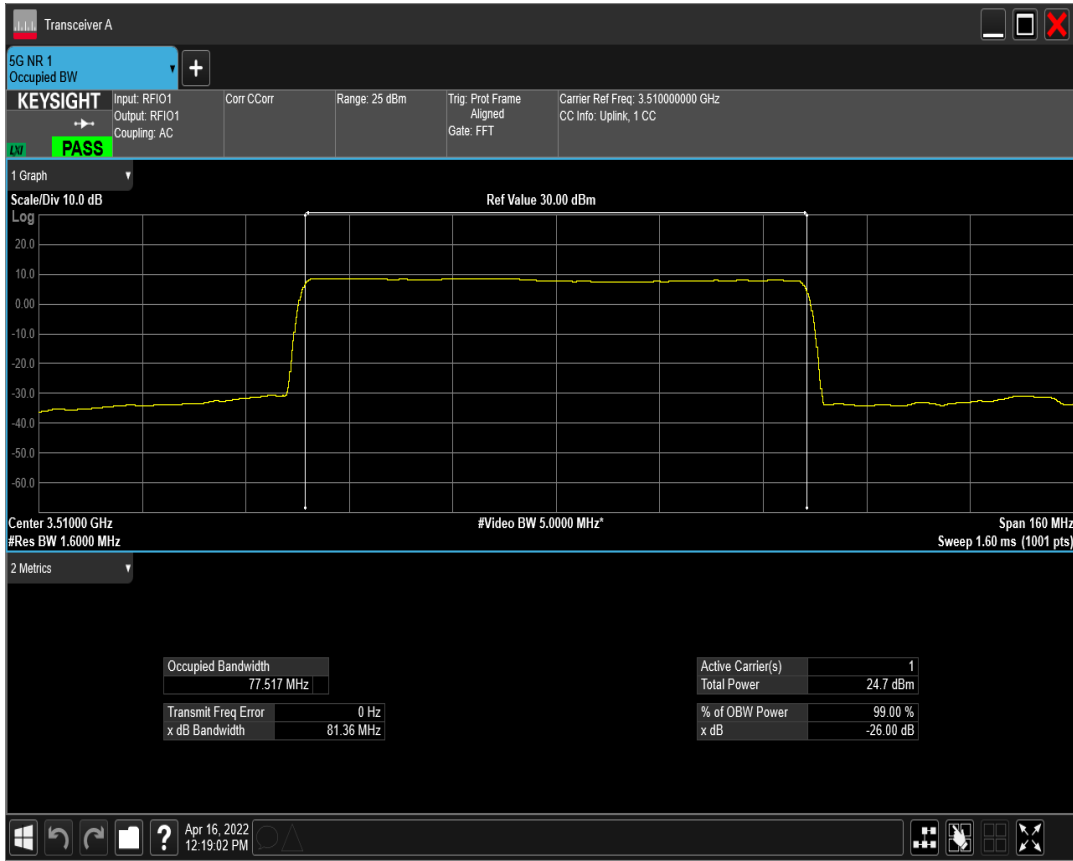 Transceiver A
5G NR 1
Occupied BW
KEYSIGHT
Input: RFIO1
Output: RFIO1
Coupling: AC
Corr CCorr
Range: 25 dBm
Trig: Prot Frame
Aligned
Gate: FFT
Carrier Ref Freq: 3.510000000 GHz
CC Info: Uplink, 1 CC
LXI
PASS
1 Graph
Scale/Div 10.0 dB
Ref Value 30.00 dBm
Log
20.0
10.0
0.00
-10.0
-20.0
-30.0
-40.0
-50.0
-60.0
Center 3.51000 GHz
#Video BW 5.0000 MHz*
Span 160 MHz
#Res BW 1.6000 MHz
Sweep 1.60 ms (1001 pts)
2 Metrics
Occupied Bandwidth
77.517 MHz
Transmit Freq Error 0 Hz
x dB Bandwidth 81.36 MHz
Active Carrier(s) 1
Total Power 24.7 dBm
% of OBW Power 99.00 %
x dB -26.00 dB
Apr 16, 2022
12:19:02 PM